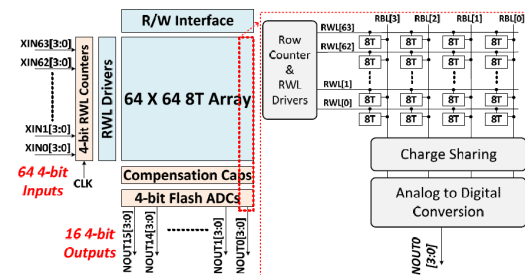 R/W Interface
XIN63[3:0]
XIN62[3:0]
XIN1[3:0]
XIN0[3:0]
4-bit RWL Counters
RWL Drivers
64 X 64 8T Array
64 4-bit
Inputs
CLK
Compensation Caps
4-bit Flash ADCs
16 4-bit
Outputs
NOUT15[3:0]
NOUT14[3:0]
NOUT1[3:0]
NOUT0[3:0]
RBL[3]
RBL[2]
RBL[1]
RBL[0]
Row
Counter
&
RWL
Drivers
RWL[63]
RWL[62]
RWL[1]
RWL[0]
8T 8T 8T 8T
8T 8T 8T 8T
8T 8T 8T 8T
8T 8T 8T 8T
Charge Sharing
Analog to Digital
Conversion
NOUT0
[3:0]